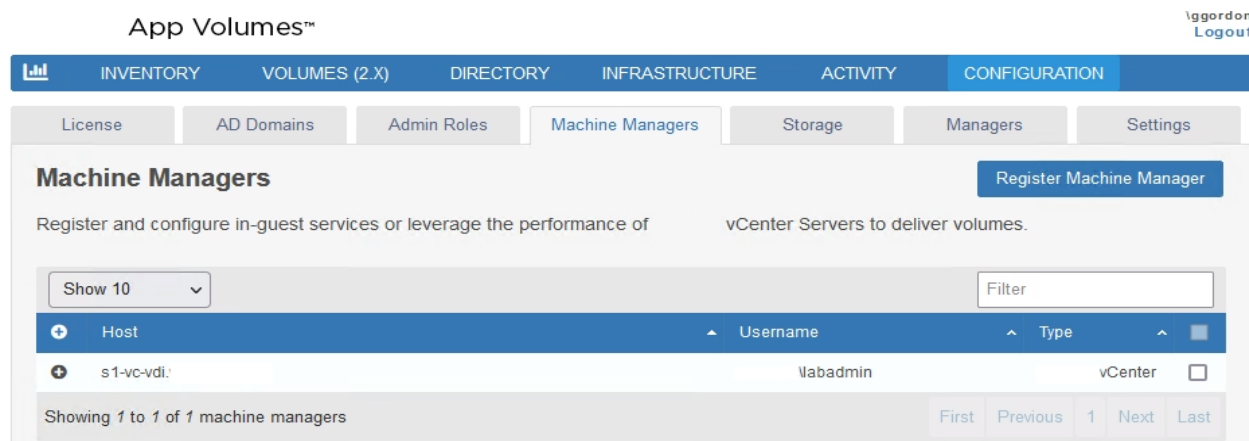 App Volumes™
\ggordon
Logout
INVENTORY VOLUMES (2.X) DIRECTORY INFRASTRUCTURE ACTIVITY CONFIGURATION
License AD Domains Admin Roles Machine Managers Storage Managers Settings
Machine Managers
Register Machine Manager
Register and configure in-guest services or leverage the performance of vCenter Servers to deliver volumes.
Show 10
Filter
Host Username Type
s1-vc-vdi. \labadmin vCenter
Showing 1 to 1 of 1 machine managers
First Previous 1 Next Last